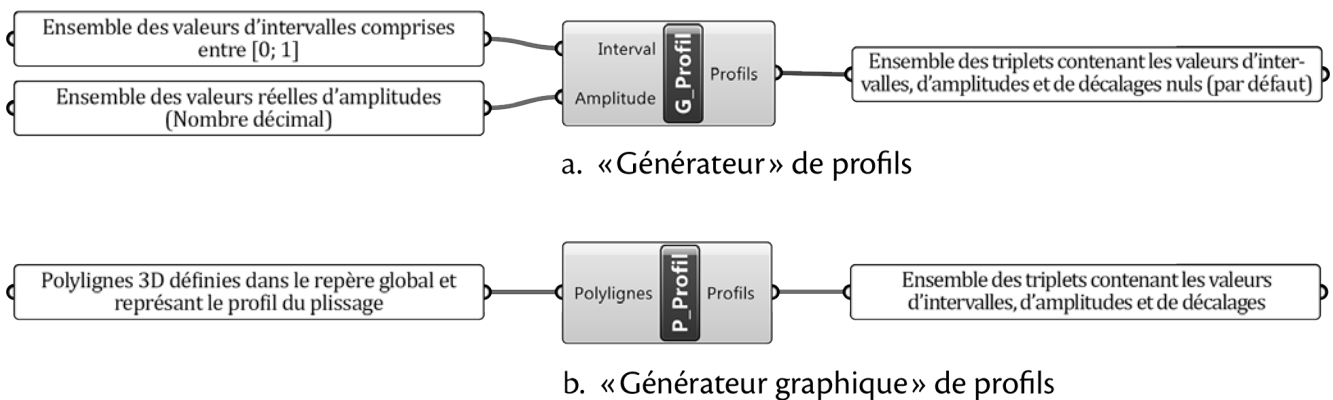 Ensemble des valeurs d'intervalles comprises
entre [0; 1]
Ensemble des valeurs réelles d'amplitudes
(Nombre décimal)
Interval
Amplitude
G_Profil
Profils
Ensemble des triplets contenant les valeurs d'inter-
valles, d'amplitudes et de décalages nuls (par défaut)
a. «Générateur» de profils
Polylignes 3D définies dans le repère global et
représant le profil du plissage
Polylignes
P_Profil
Profils
Ensemble des triplets contenant les valeurs
d'intervalles, d'amplitudes et de décalages
b. «Générateur graphique» de profils